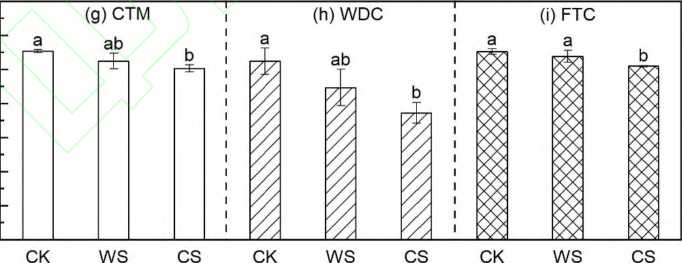 (g) CTM (h) WDC (i) FTC
a ab b a ab b a a b
CK WS CS CK WS CS CK WS CS